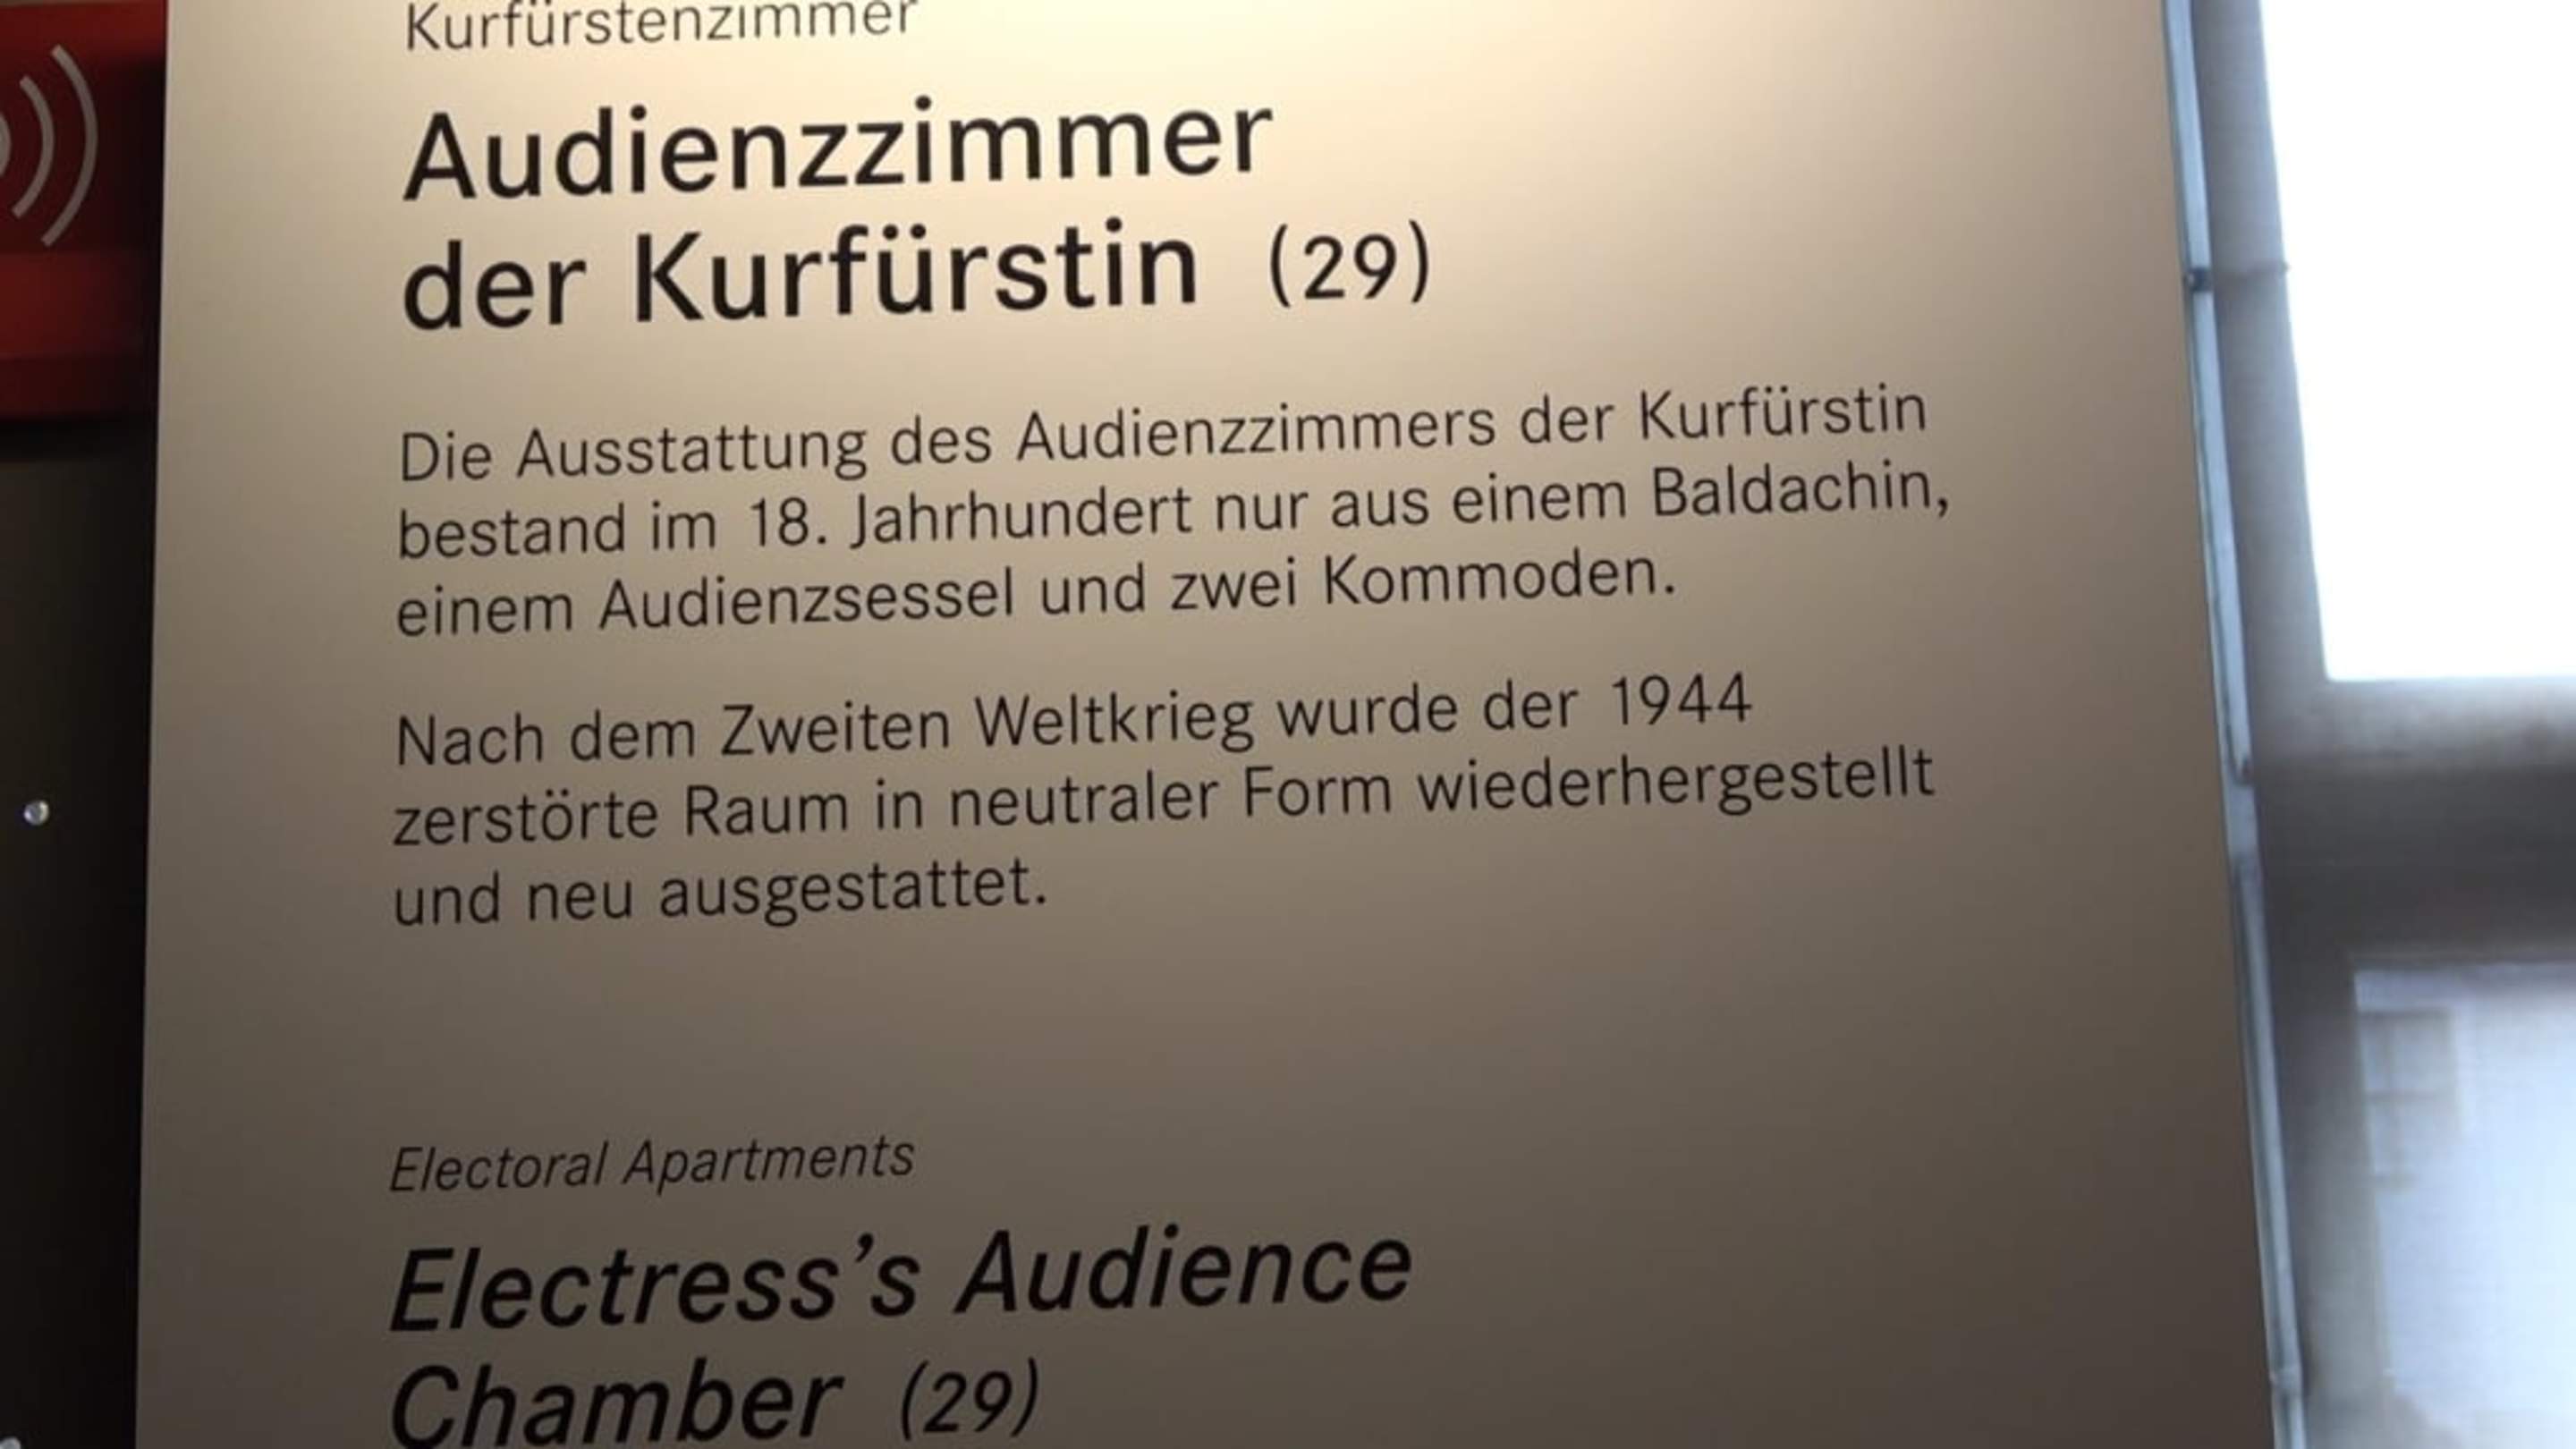 Kurfürstenzimmer
Audienzzimmer
der Kurfürstin (29)
Die Ausstattung des Audienzzimmers der Kurfürstin
bestand im 18. Jahrhundert nur aus einem Baldachin,
einem Audienzsessel und zwei Kommoden.
Nach dem Zweiten Weltkrieg wurde der 1944
zerstörte Raum in neutraler Form wiederhergestellt
und neu ausgestattet.
Electoral Apartments
Electress's Audience
Chamber (29)